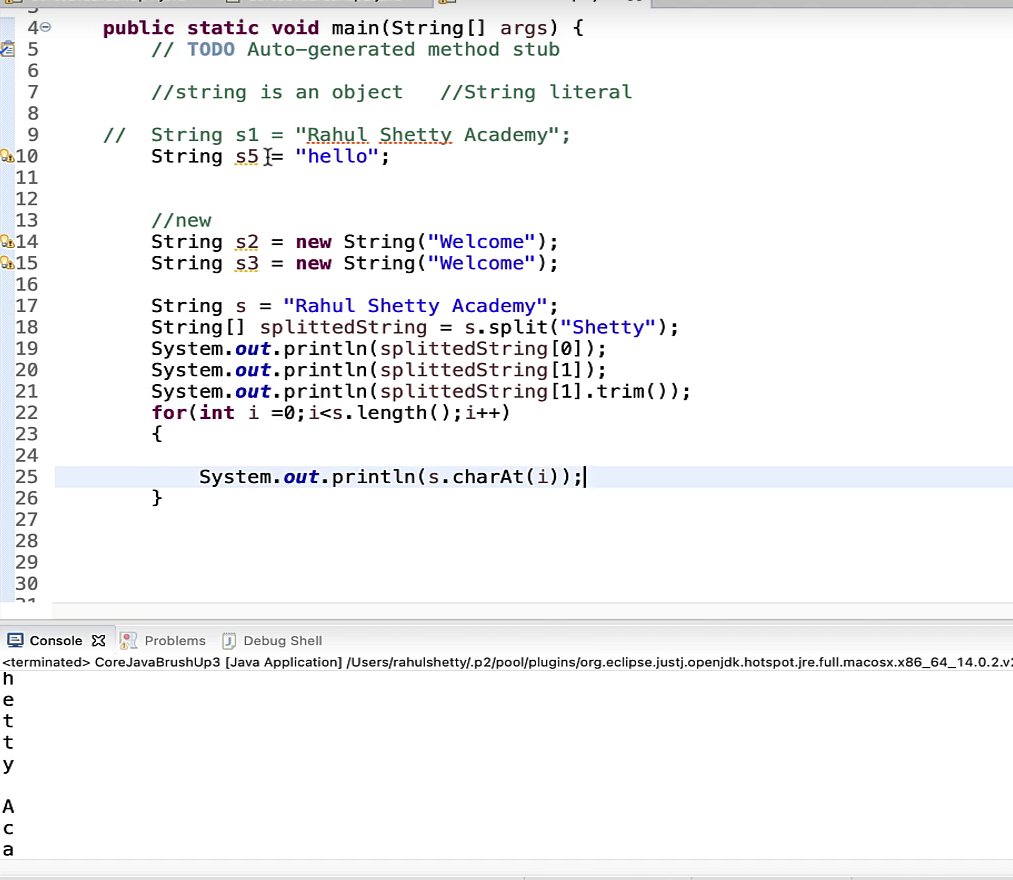 4 public static void main(String[] args) {
5 // TODO Auto-generated method stub
6
7 //string is an object //String literal
8
9 // String s1 = "Rahul Shetty Academy";
10 String s5 = "hello";
11
12
13 //new
14 String s2 = new String("Welcome");
15 String s3 = new String("Welcome");
16
17 String s = "Rahul Shetty Academy";
18 String[] splittedString = s.split("Shetty");
19 System.out.println(splittedString[0]);
20 System.out.println(splittedString[1]);
21 System.out.println(splittedString[1].trim());
22 for(int i =0;i<s.length();i++)
23 {
24
25 System.out.println(s.charAt(i));
26 }
27
28
29
30
Console Problems Debug Shell
<terminated> CoreJavaBrushUp3 [Java Application] /Users/rahulshetty/.p2/pool/plugins/org.eclipse.justj.openjdk.hotspot.jre.full.macosx.x86_64_14.0.2.v2
h
e
t
t
y
A
c
a